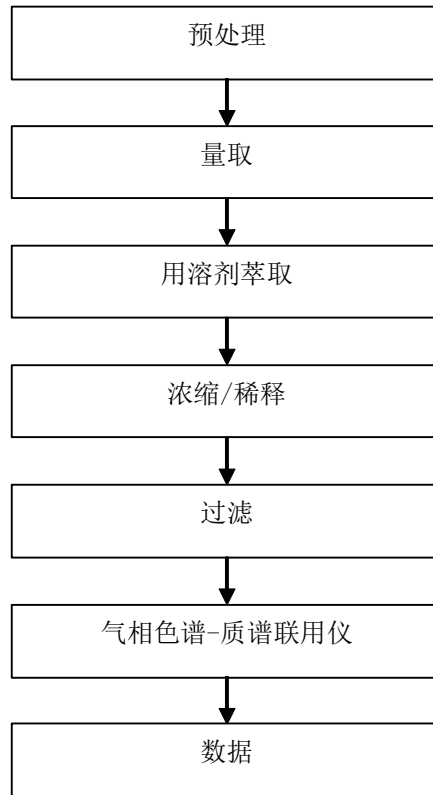 预处理
量取
用溶剂萃取
浓缩/稀释
过滤
气相色谱-质谱联用仪
数据